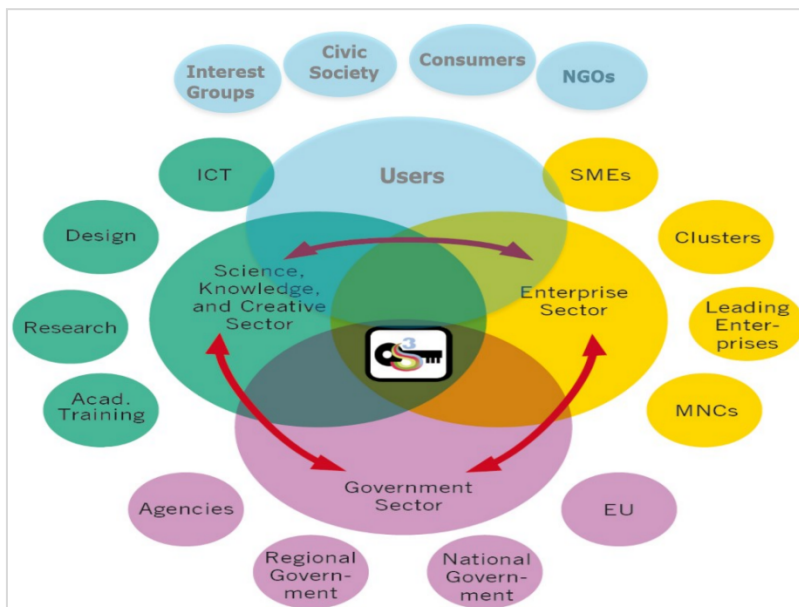 Interest
Groups
Civic
Society
Consumers
NGOs
ICT
Users
SMEs
Design
Clusters
Science,
Knowledge,
and Creative
Sector
Enterprise
Sector
Research
Leading
Enter-
prises
S3
Acad.
Training
MNCs
Agencies
Government
Sector
EU
Regional
Govern-
ment
National
Govern-
ment